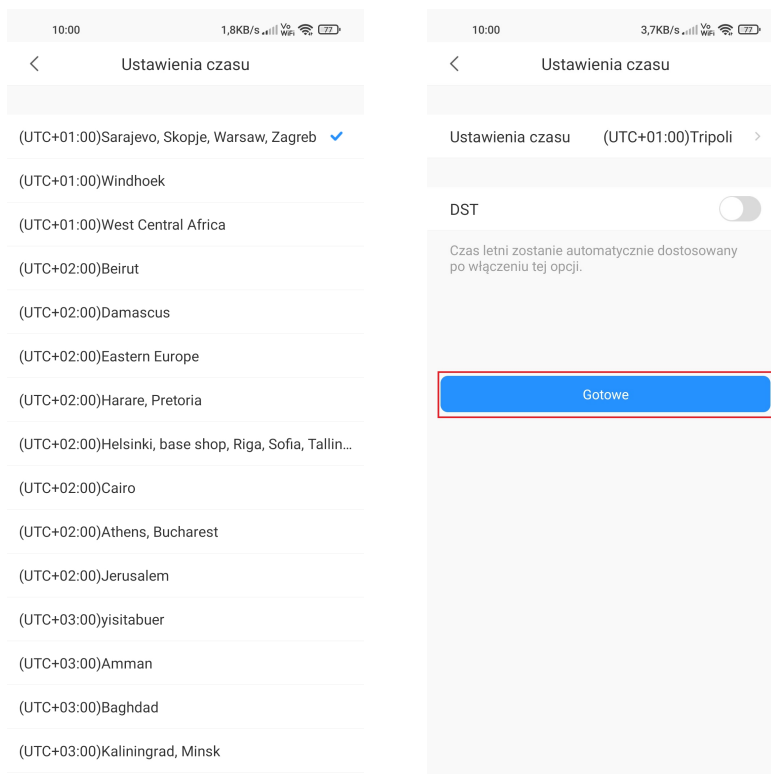 10:00 1,8KB/s Vo WiFi 77
Ustawienia czasu
(UTC+01:00)Sarajevo, Skopje, Warsaw, Zagreb
(UTC+01:00)Windhoek
(UTC+01:00)West Central Africa
(UTC+02:00)Beirut
(UTC+02:00)Damascus
(UTC+02:00)Eastern Europe
(UTC+02:00)Harare, Pretoria
(UTC+02:00)Helsinki, base shop, Riga, Sofia, Tallin...
(UTC+02:00)Cairo
(UTC+02:00)Athens, Bucharest
(UTC+02:00)Jerusalem
(UTC+03:00)yisitabuer
(UTC+03:00)Amman
(UTC+03:00)Baghdad
(UTC+03:00)Kaliningrad, Minsk
10:00 3,7KB/s Vo WiFi 77
Ustawienia czasu
Ustawienia czasu (UTC+01:00)Tripoli
DST
Czas letni zostanie automatycznie dostosowany
po włączeniu tej opcji.
Gotowe